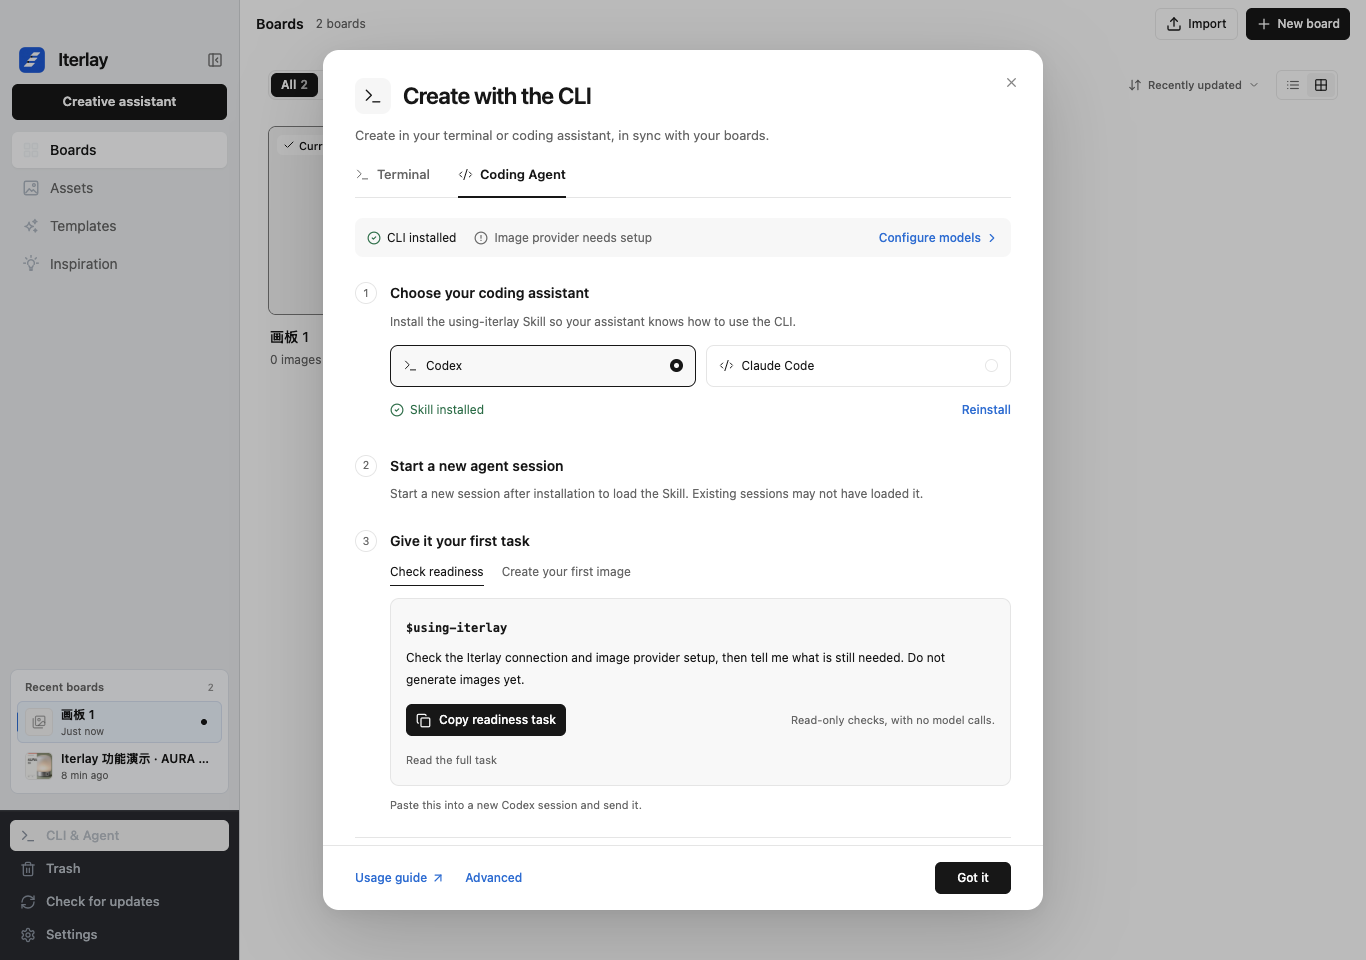 Iterlay
Creative assistant
Boards
Assets
Templates
Inspiration
Recent boards 2
画板 1
Just now
Iterlay 功能演示 · AURA ...
8 min ago
CLI & Agent
Trash
Check for updates
Settings
Boards 2 boards
Import
New board
All 2
Recently updated
Curr
画板 1
0 images
Create with the CLI
Create in your terminal or coding assistant, in sync with your boards.
Terminal
Coding Agent
CLI installed
Image provider needs setup
Configure models
1
Choose your coding assistant
Install the using-iterlay Skill so your assistant knows how to use the CLI.
Codex
Claude Code
Skill installed
Reinstall
2
Start a new agent session
Start a new session after installation to load the Skill. Existing sessions may not have loaded it.
3
Give it your first task
Check readiness
Create your first image
$using-iterlay
Check the Iterlay connection and image provider setup, then tell me what is still needed. Do not
generate images yet.
Copy readiness task
Read-only checks, with no model calls.
Read the full task
Paste this into a new Codex session and send it.
Usage guide
Advanced
Got it